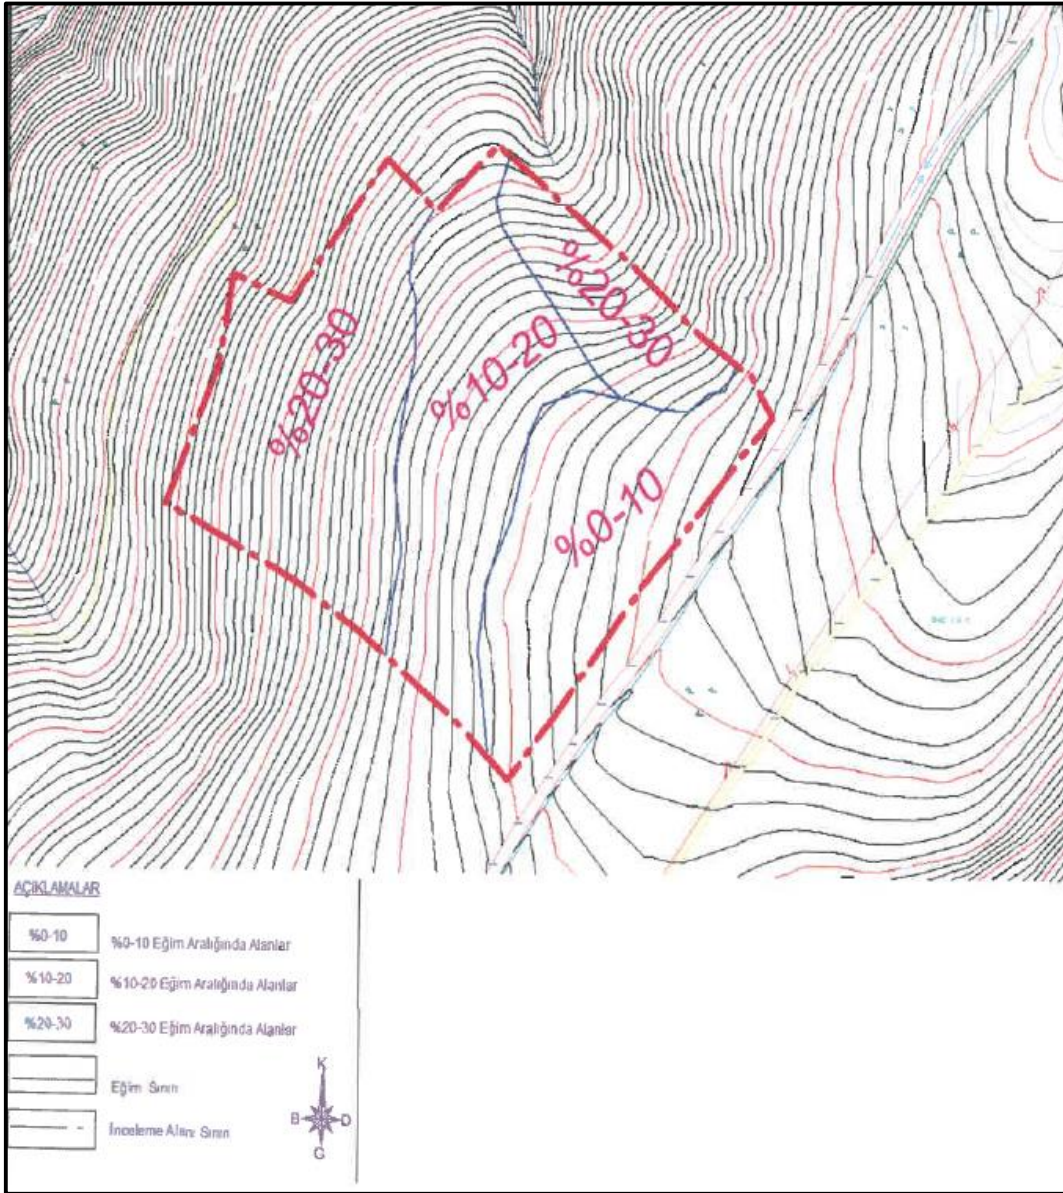 %20-30
%20-30
%10-20
%0-10
AÇIKLAMALAR
%0-10
%0-10 Eğim Aralığında Alanlar
%10-20
%10-20 Eğim Aralığında Alanlar
%20-30
%20-30 Eğim Aralığında Alanlar
Eğim Sınırı
İnceleme Alanı Sınırı
K
B D
G